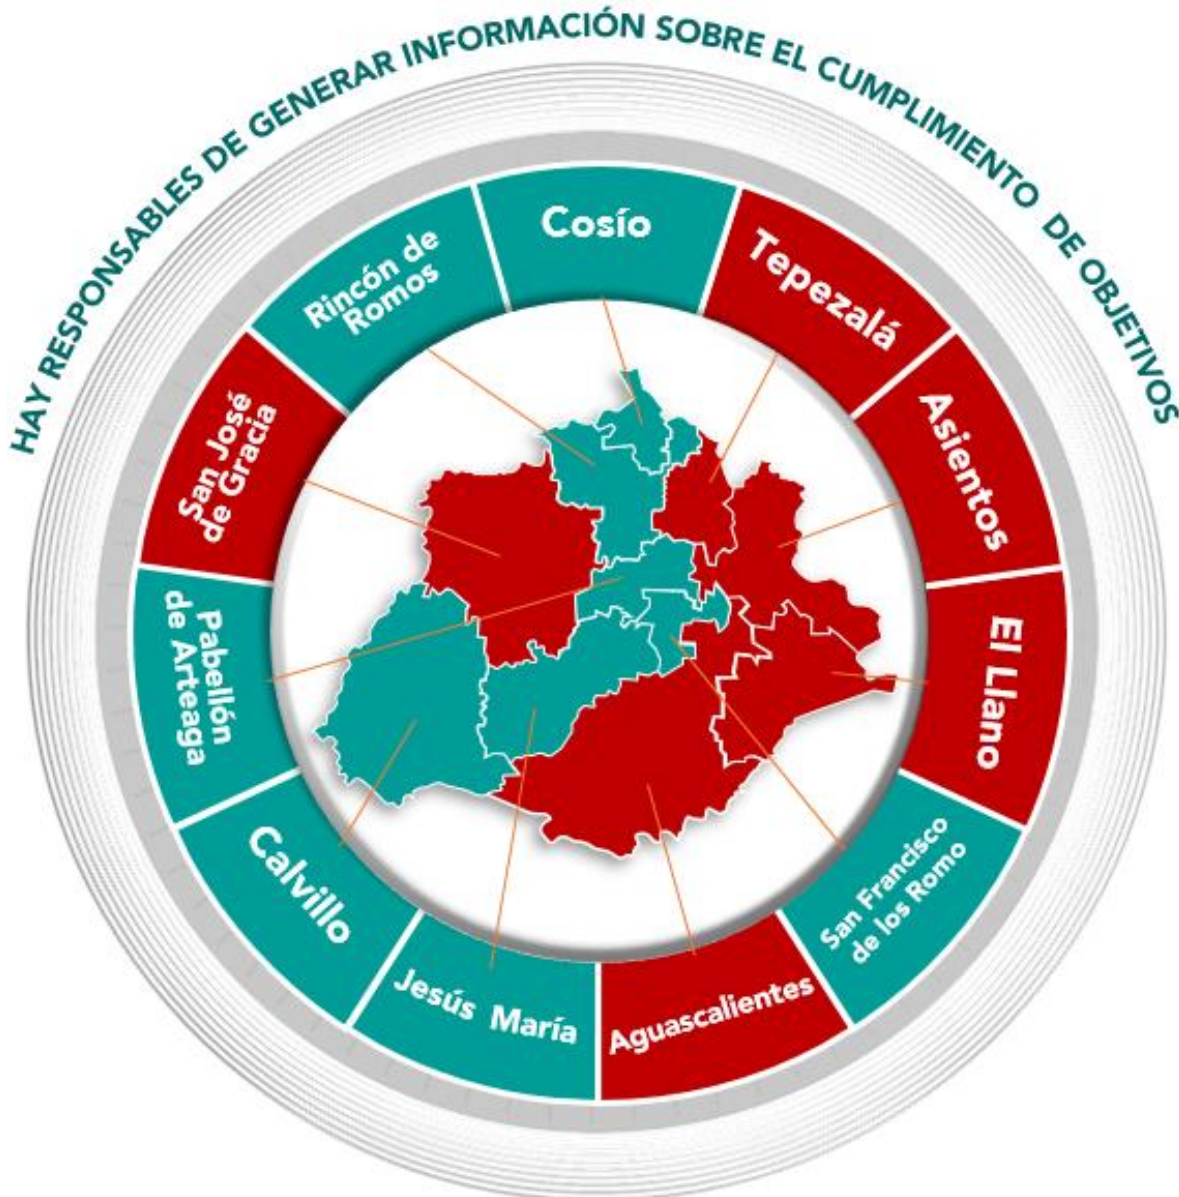 HAY RESPONSABLES DE GENERAR INFORMACIÓN SOBRE EL CUMPLIMIENTO DE OBJETIVOS
Cosío
Tepezalá
Asientos
El Llano
San Francisco
de los Romo
Aguascalientes
Jesús María
Calvillo
Pabellón
de Arteaga
San José
de Gracia
Rincón de
Romos